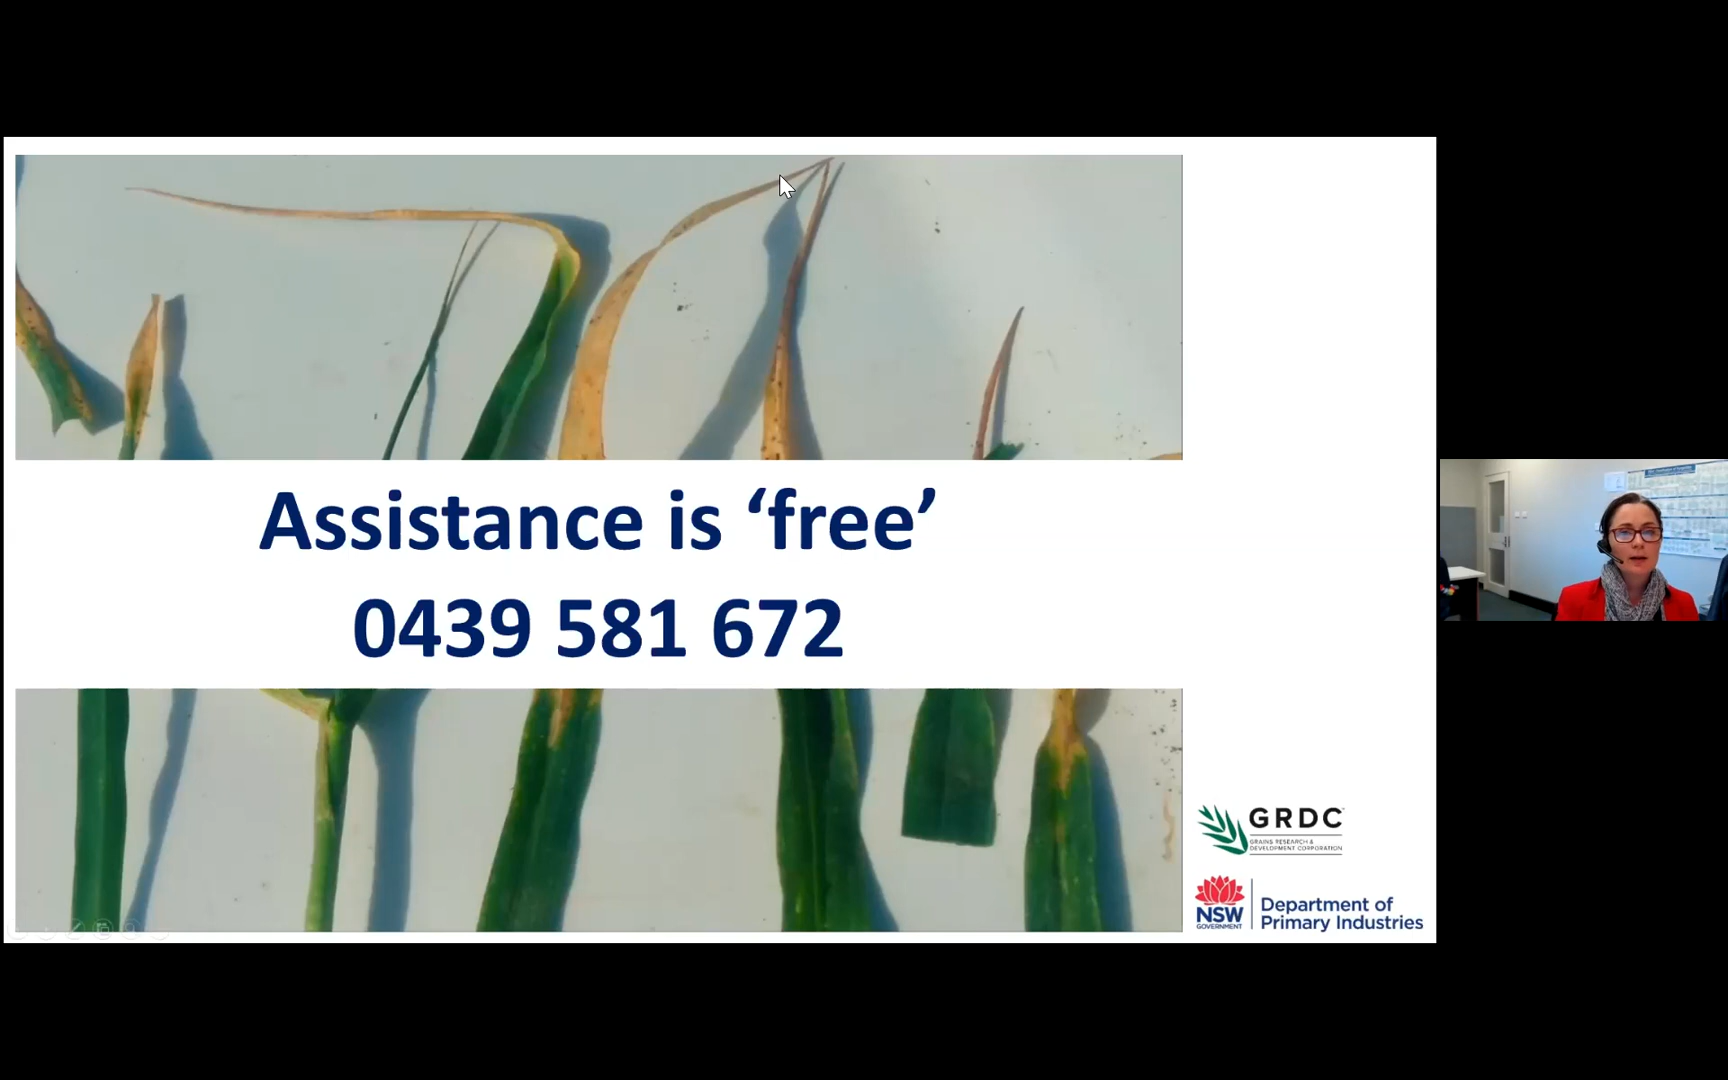 Assistance is ‘free’
0439 581 672
GRDC
GRAINS RESEARCH &
DEVELOPMENT CORPORATION
NSW
GOVERNMENT
Department of
Primary Industries